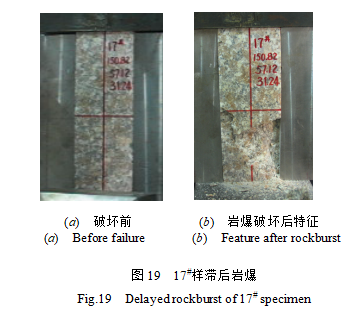 17#
150.82
57.12
31.24
17#
150.82
57.12
31.24
(a) 破坏前
(a) Before failure
(b) 岩爆破坏后特征
(b) Feature after rockburst
图 19 17#样滞后岩爆
Fig.19 Delayed rockburst of 17# specimen